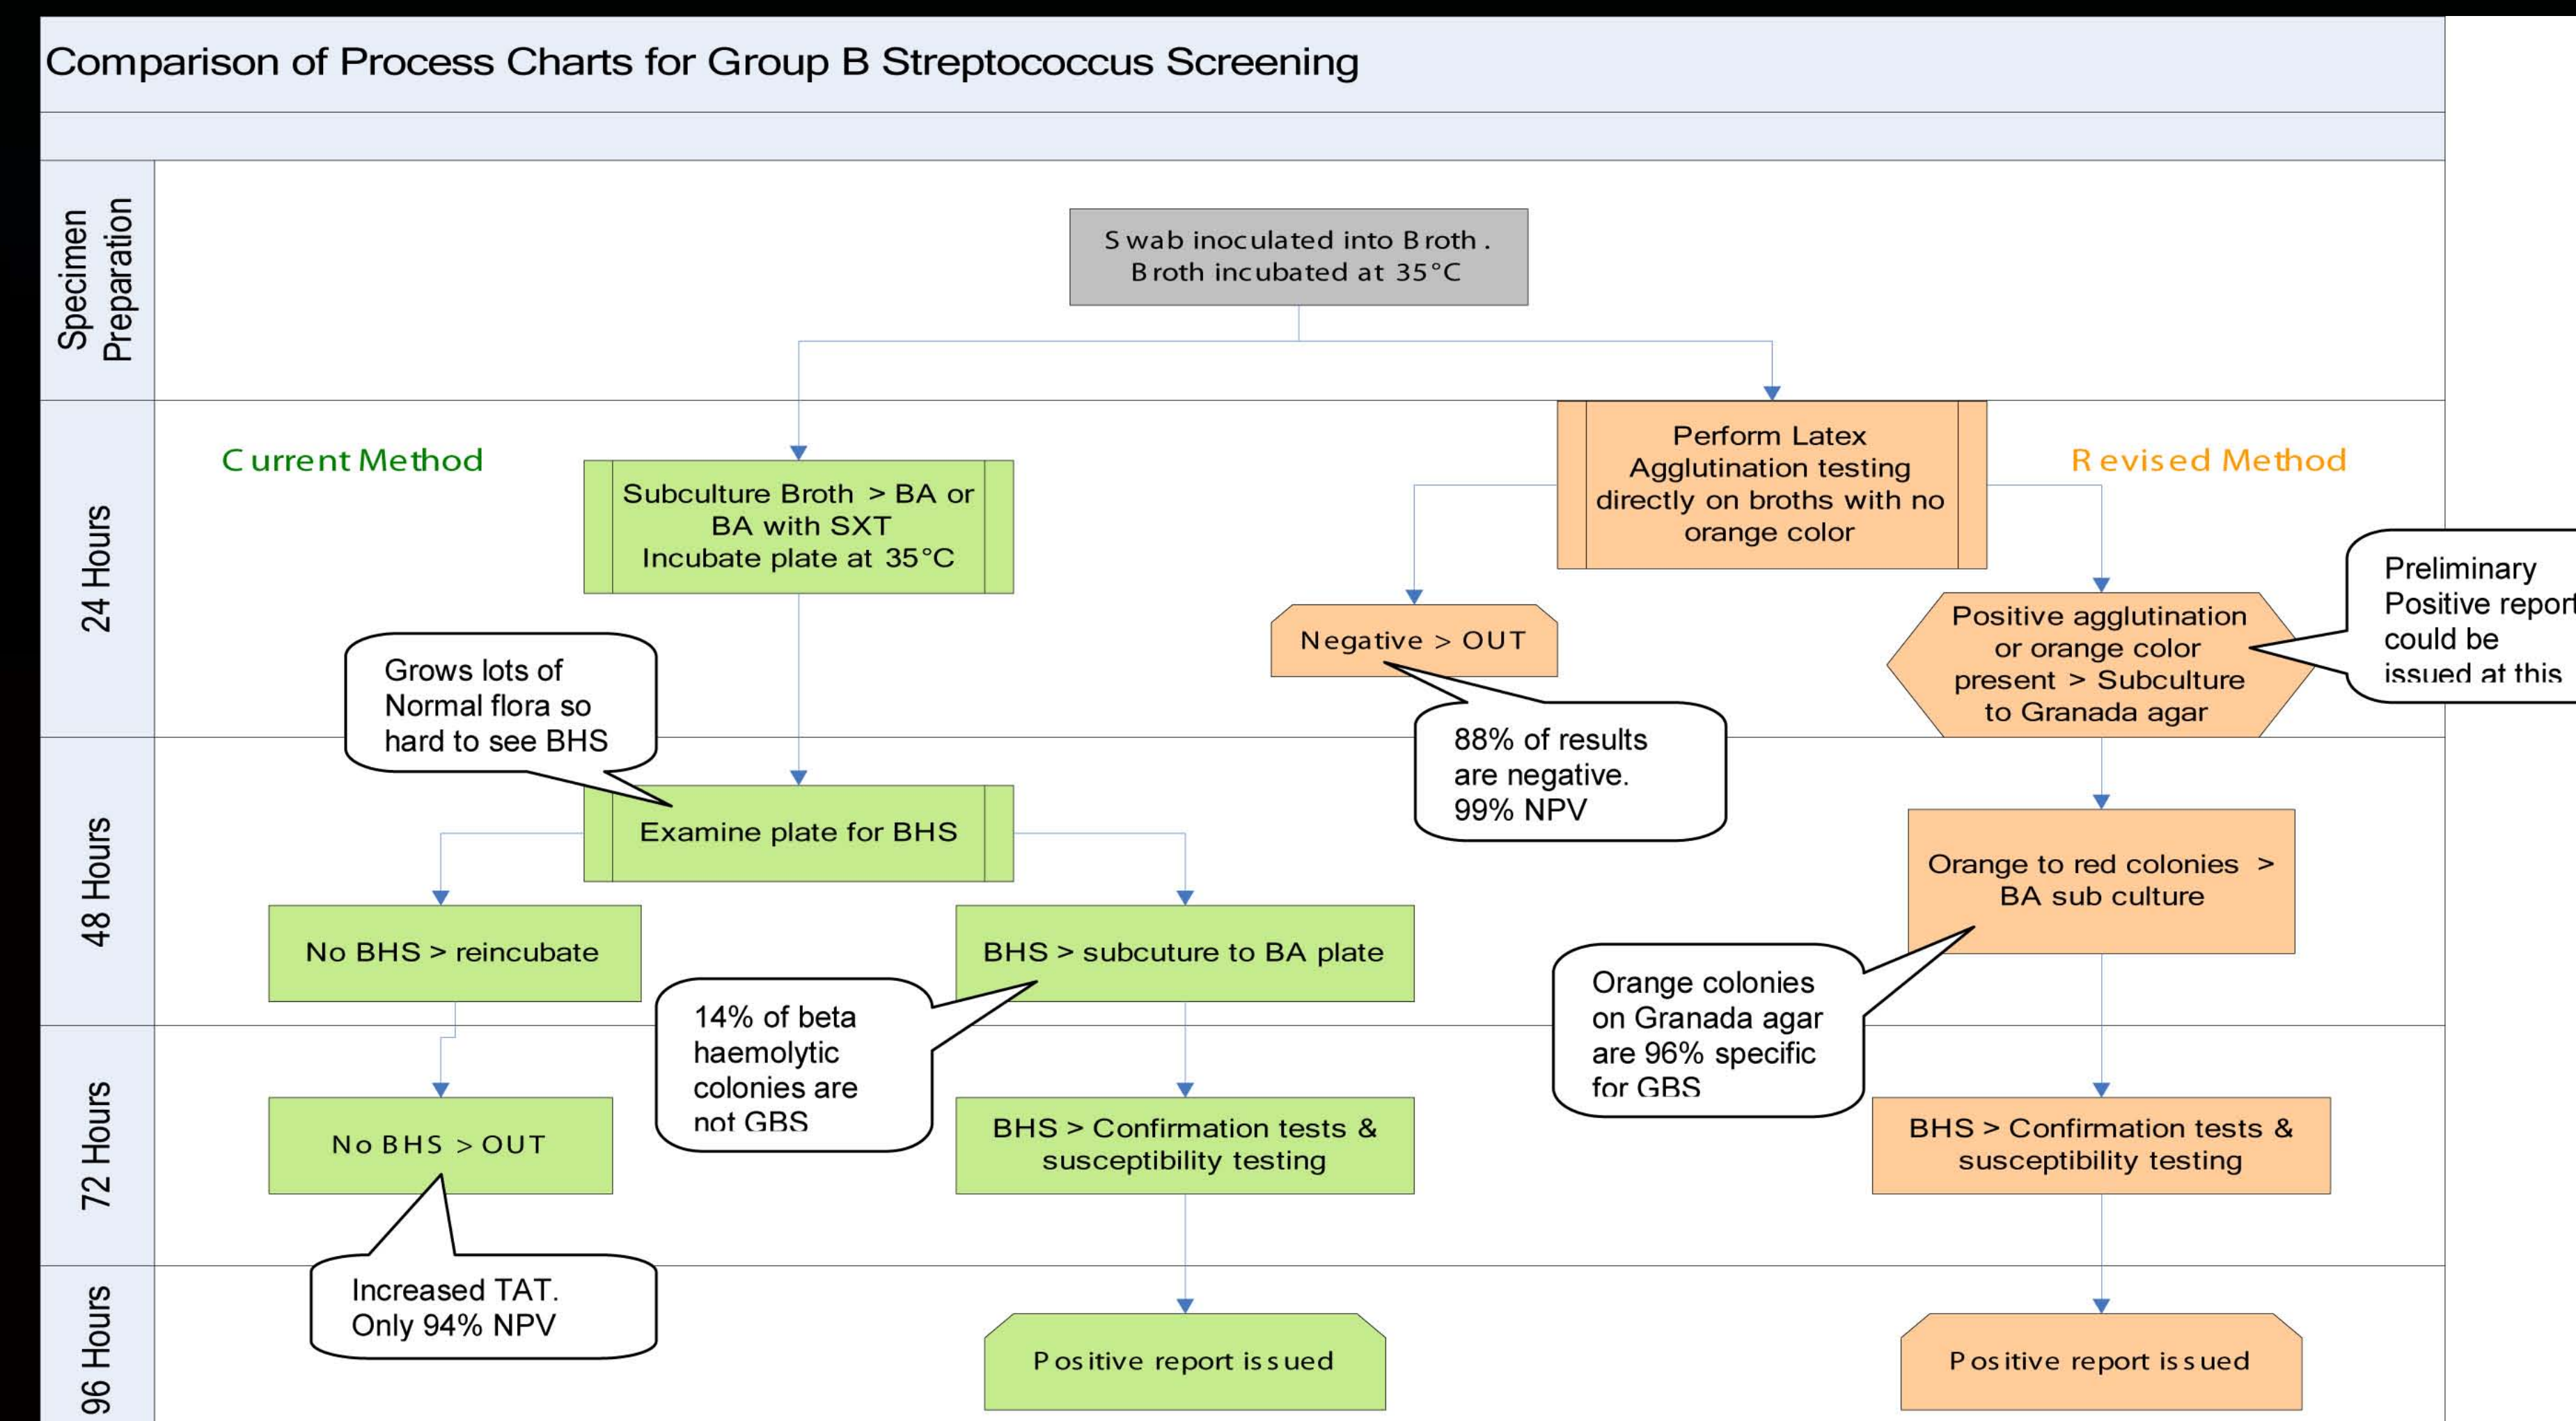 Comparison of Process Charts for Group B Streptococcus Screening
Specimen
Preparation
Swab inoculated into Broth.
Broth incubated at 35°C
24 Hours
Current Method
Subculture Broth > BA or
BA with SXT
Incubate plate at 35°C
Perform Latex
Agglutination testing
directly on broths with no
orange color
Revised Method
Negative > OUT
Positive agglutination
or orange color
present > Subculture
to Granada agar
Preliminary
Positive report
could be
issued at this
Grows lots of
Normal flora so
hard to see BHS
88% of results
are negative.
99% NPV
48 Hours
Examine plate for BHS
No BHS > reincubate
BHS > subcuture to BA plate
Orange to red colonies >
BA sub culture
14% of beta
haemolytic
colonies are
not GBS
Orange colonies
on Granada agar
are 96% specific
for GBS
72 Hours
No BHS > OUT
BHS > Confirmation tests &
susceptibility testing
BHS > Confirmation tests &
susceptibility testing
Increased TAT.
Only 94% NPV
96 Hours
Positive report issued
Positive report issued